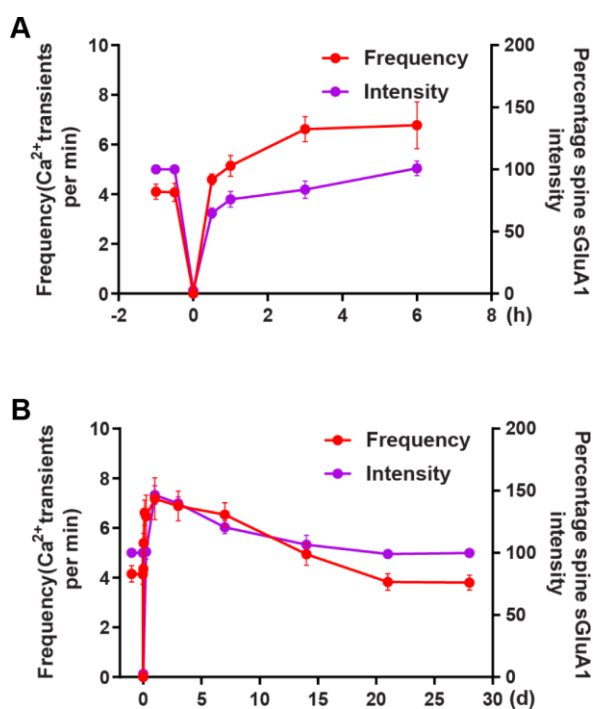 A
Frequency(Ca²⁺transients
per min)
10
8
6
4
2
0
Frequency
Intensity
200
150
100
50
0
Percentage spine sGluA1
intensity
-2
0
2
4
6
8
(h)
B
Frequency(Ca²⁺transients
per min)
10
8
6
4
2
0
Frequency
Intensity
200
150
100
50
0
Percentage spine sGluA1
intensity
0
5
10
15
20
25
30
(d)